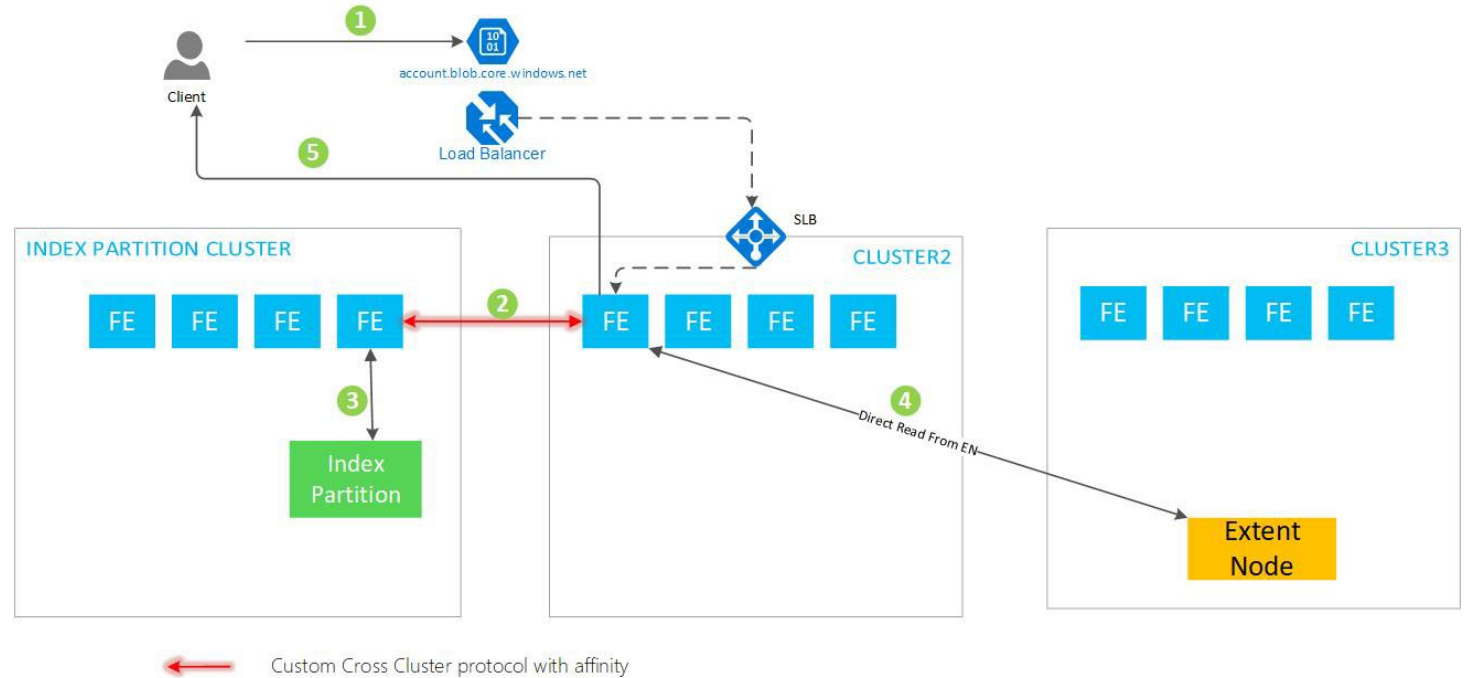 1
10
01
account.blob.core.windows.net
Client
5
Load Balancer
SLB
INDEX PARTITION CLUSTER
CLUSTER2
CLUSTER3
FE FE FE FE
2
FE FE FE FE
FE FE FE FE
3
4
Direct Read From EN
Index
Partition
Extent
Node
Custom Cross Cluster protocol with affinity